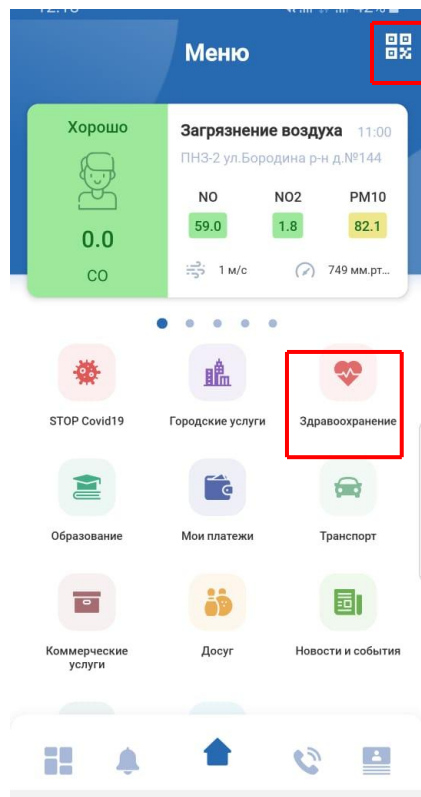 Меню
Хорошо
0.0
CO
Загрязнение воздуха 11:00
ПНЗ-2 ул.Бородина р-н д.№144
NO NO2 PM10
59.0 1.8 82.1
1 м/с 749 мм.рт...
STOP Covid19 Городские услуги Здравоохранение
Образование Мои платежи Транспорт
Коммерческие услуги Досуг Новости и события